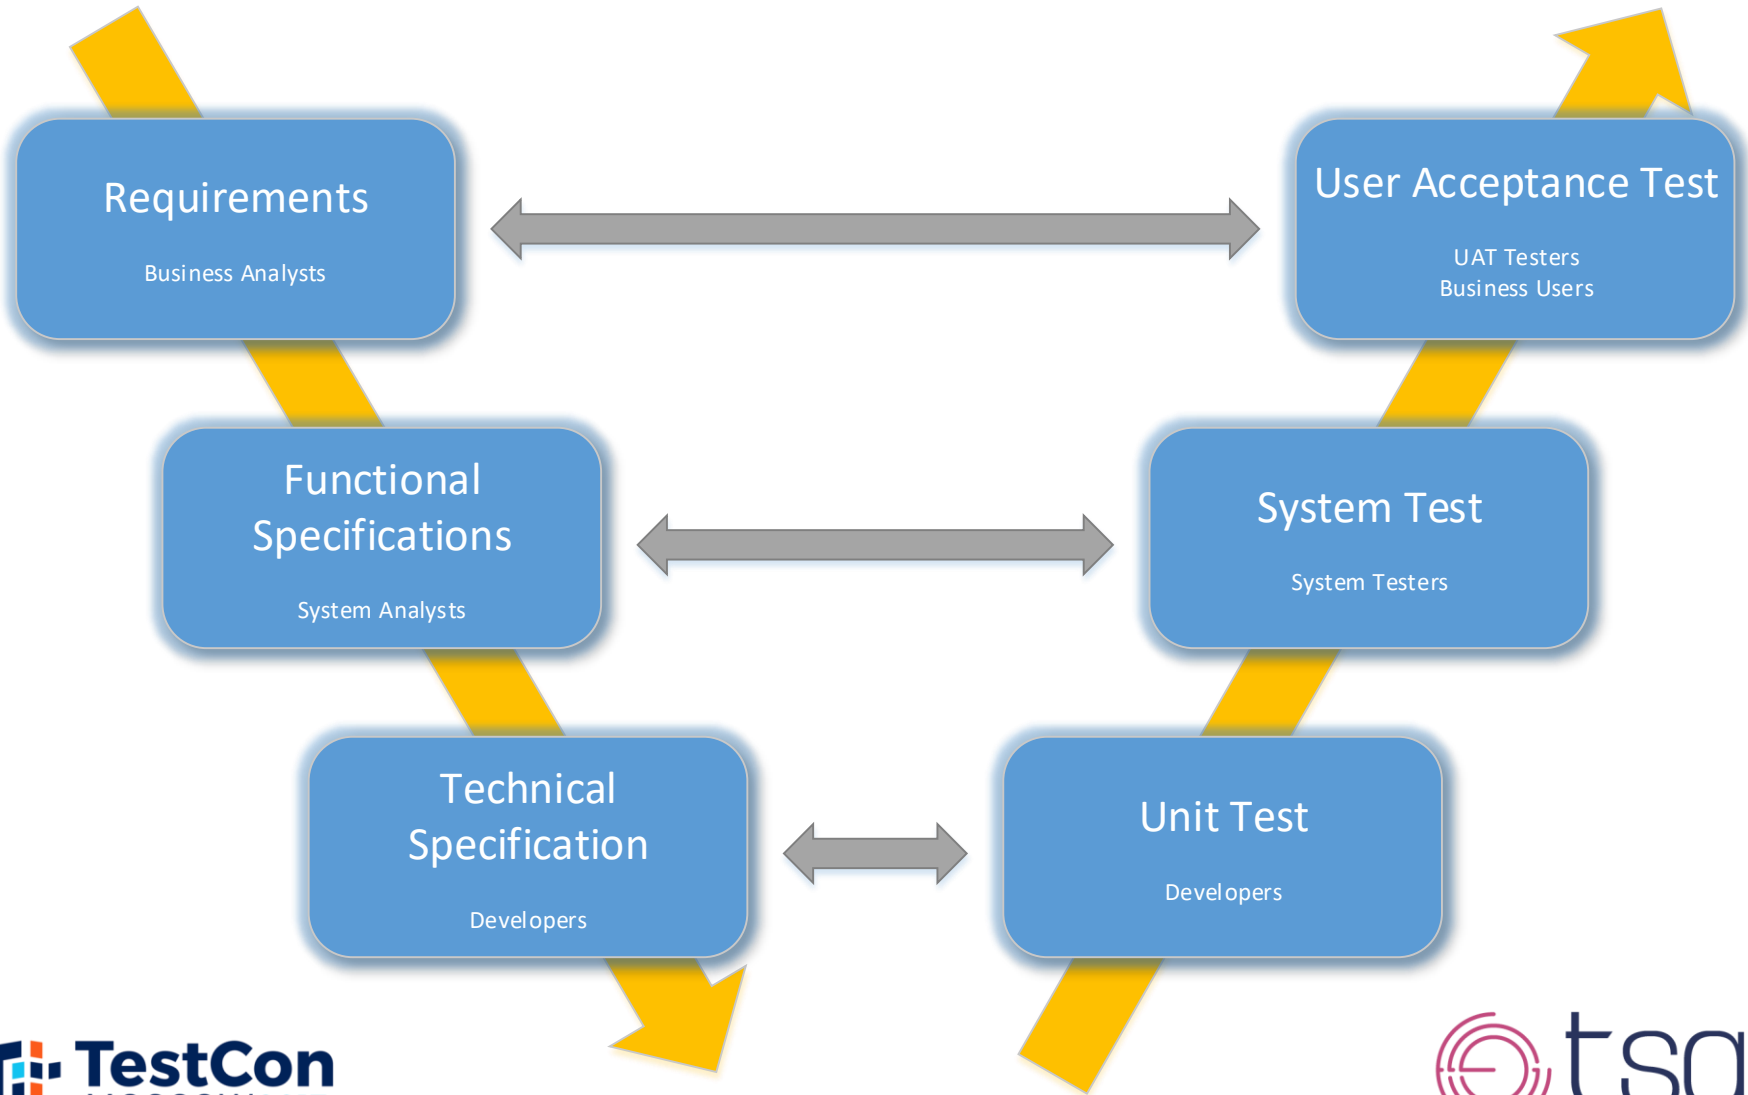 Requirements
Business Analysts
User Acceptance Test
UAT Testers
Business Users
Functional
Specifications
System Analysts
System Test
System Testers
Technical
Specification
Developers
Unit Test
Developers
TestCon